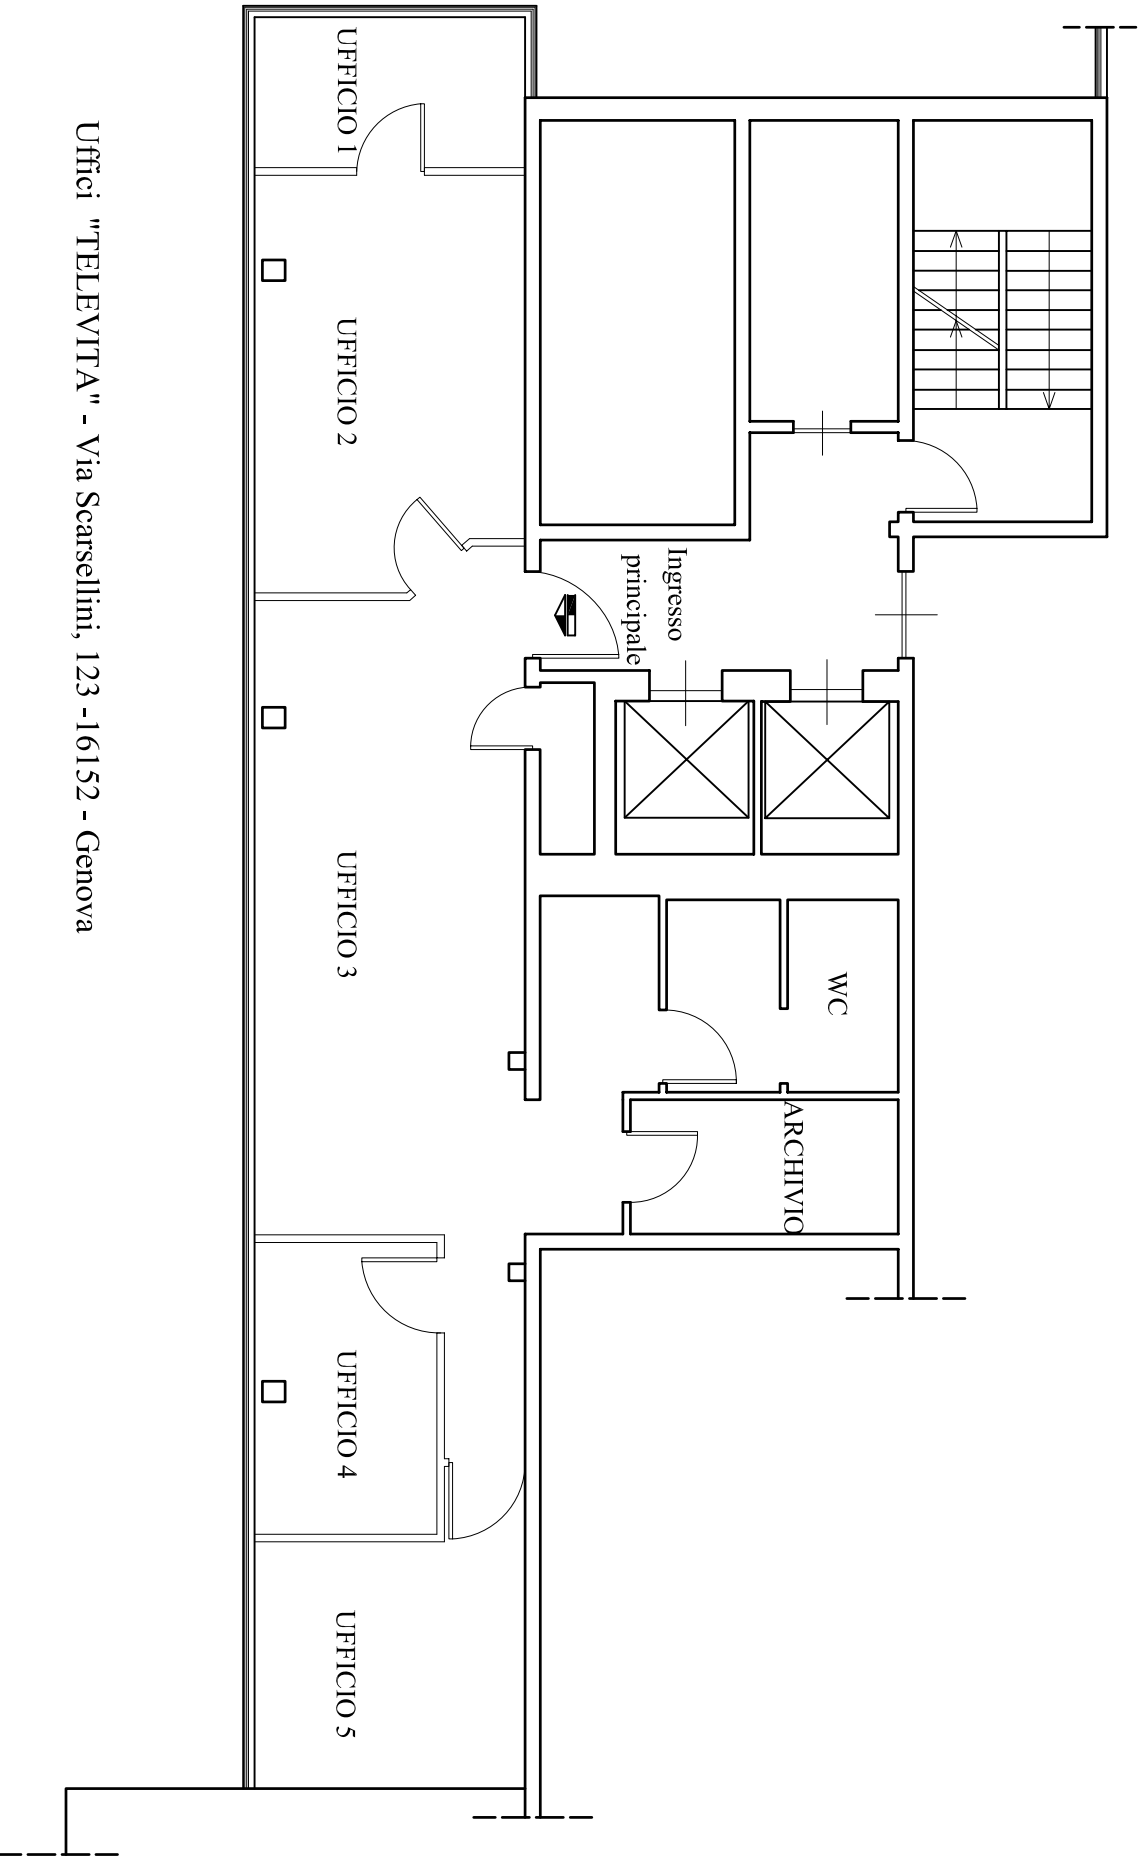 UFFICIO 1
UFFICIO 2
UFFICIO 3
UFFICIO 4
UFFICIO 5
Ingresso
principale
WC
ARCHIVIO
Uffici "TELEVITA" - Via Scarsellini, 123 -16152 - Genova